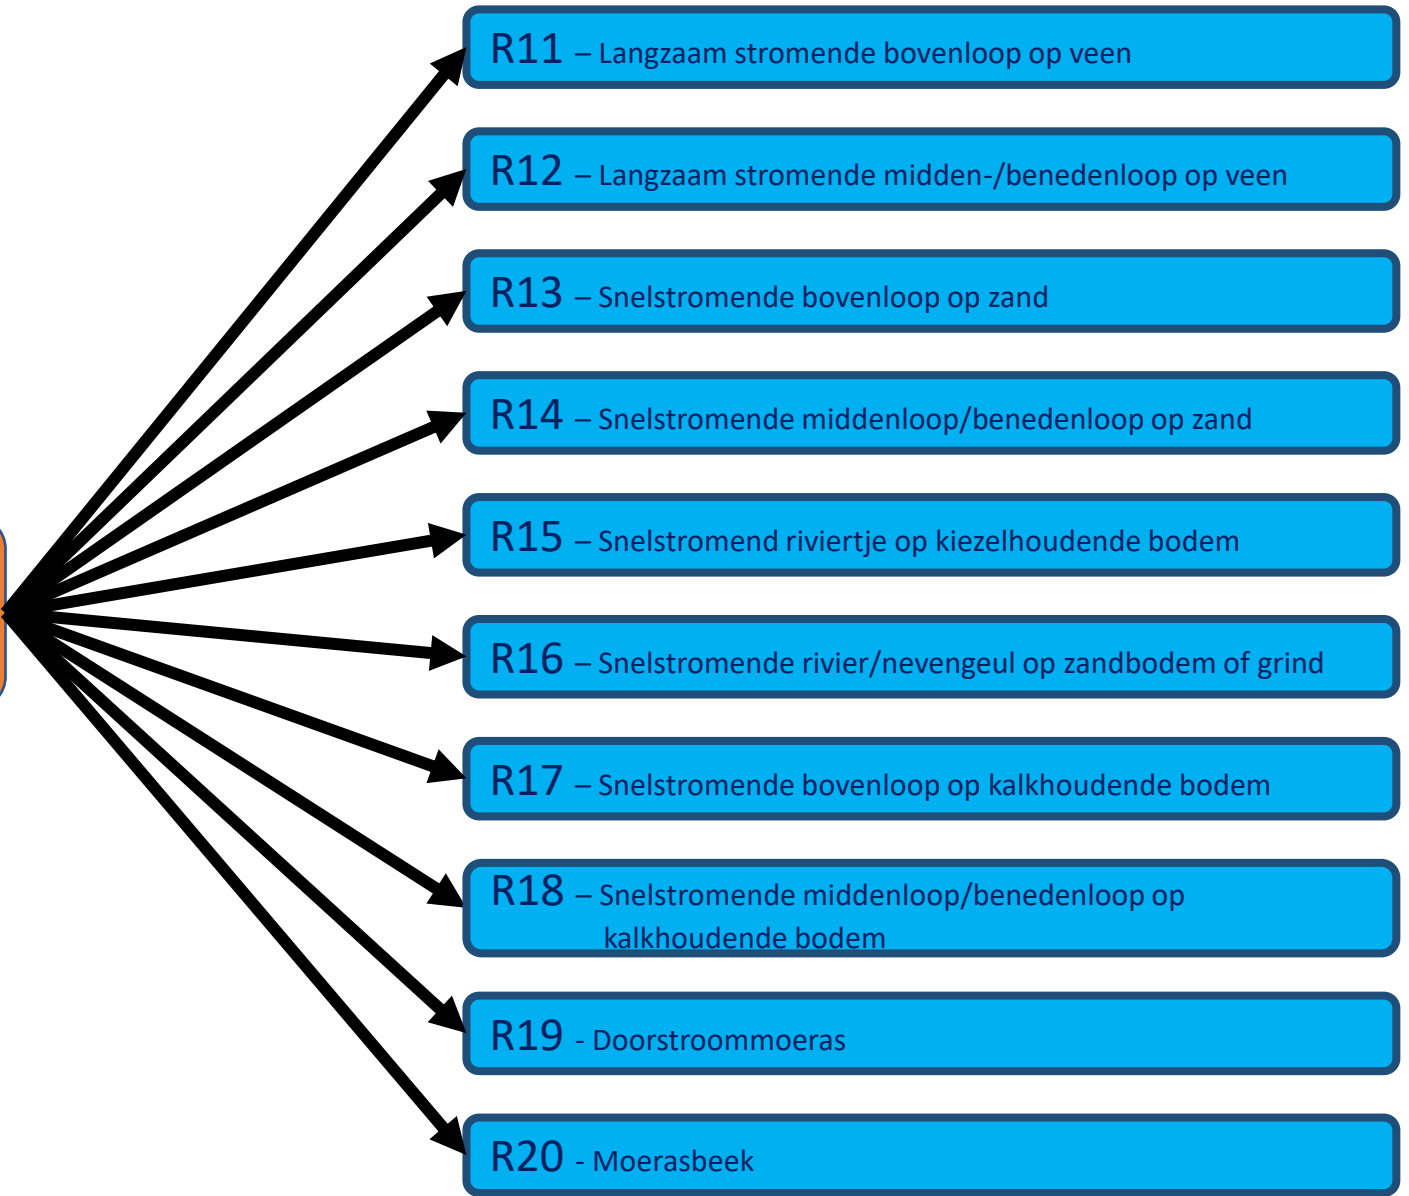 R11 – Langzaam stromende bovenloop op veen
R12 – Langzaam stromende midden-/benedenloop op veen
R13 – Snelstromende bovenloop op zand
R14 – Snelstromende middenloop/benedenloop op zand
R15 – Snelstromend riviertje op kiezelhoudende bodem
R16 – Snelstromende rivier/nevengeul op zandbodem of grind
R17 – Snelstromende bovenloop op kalkhoudende bodem
R18 – Snelstromende middenloop/benedenloop op
kalkhoudende bodem
R19 - Doorstroommoeras
R20 - Moerasbeek